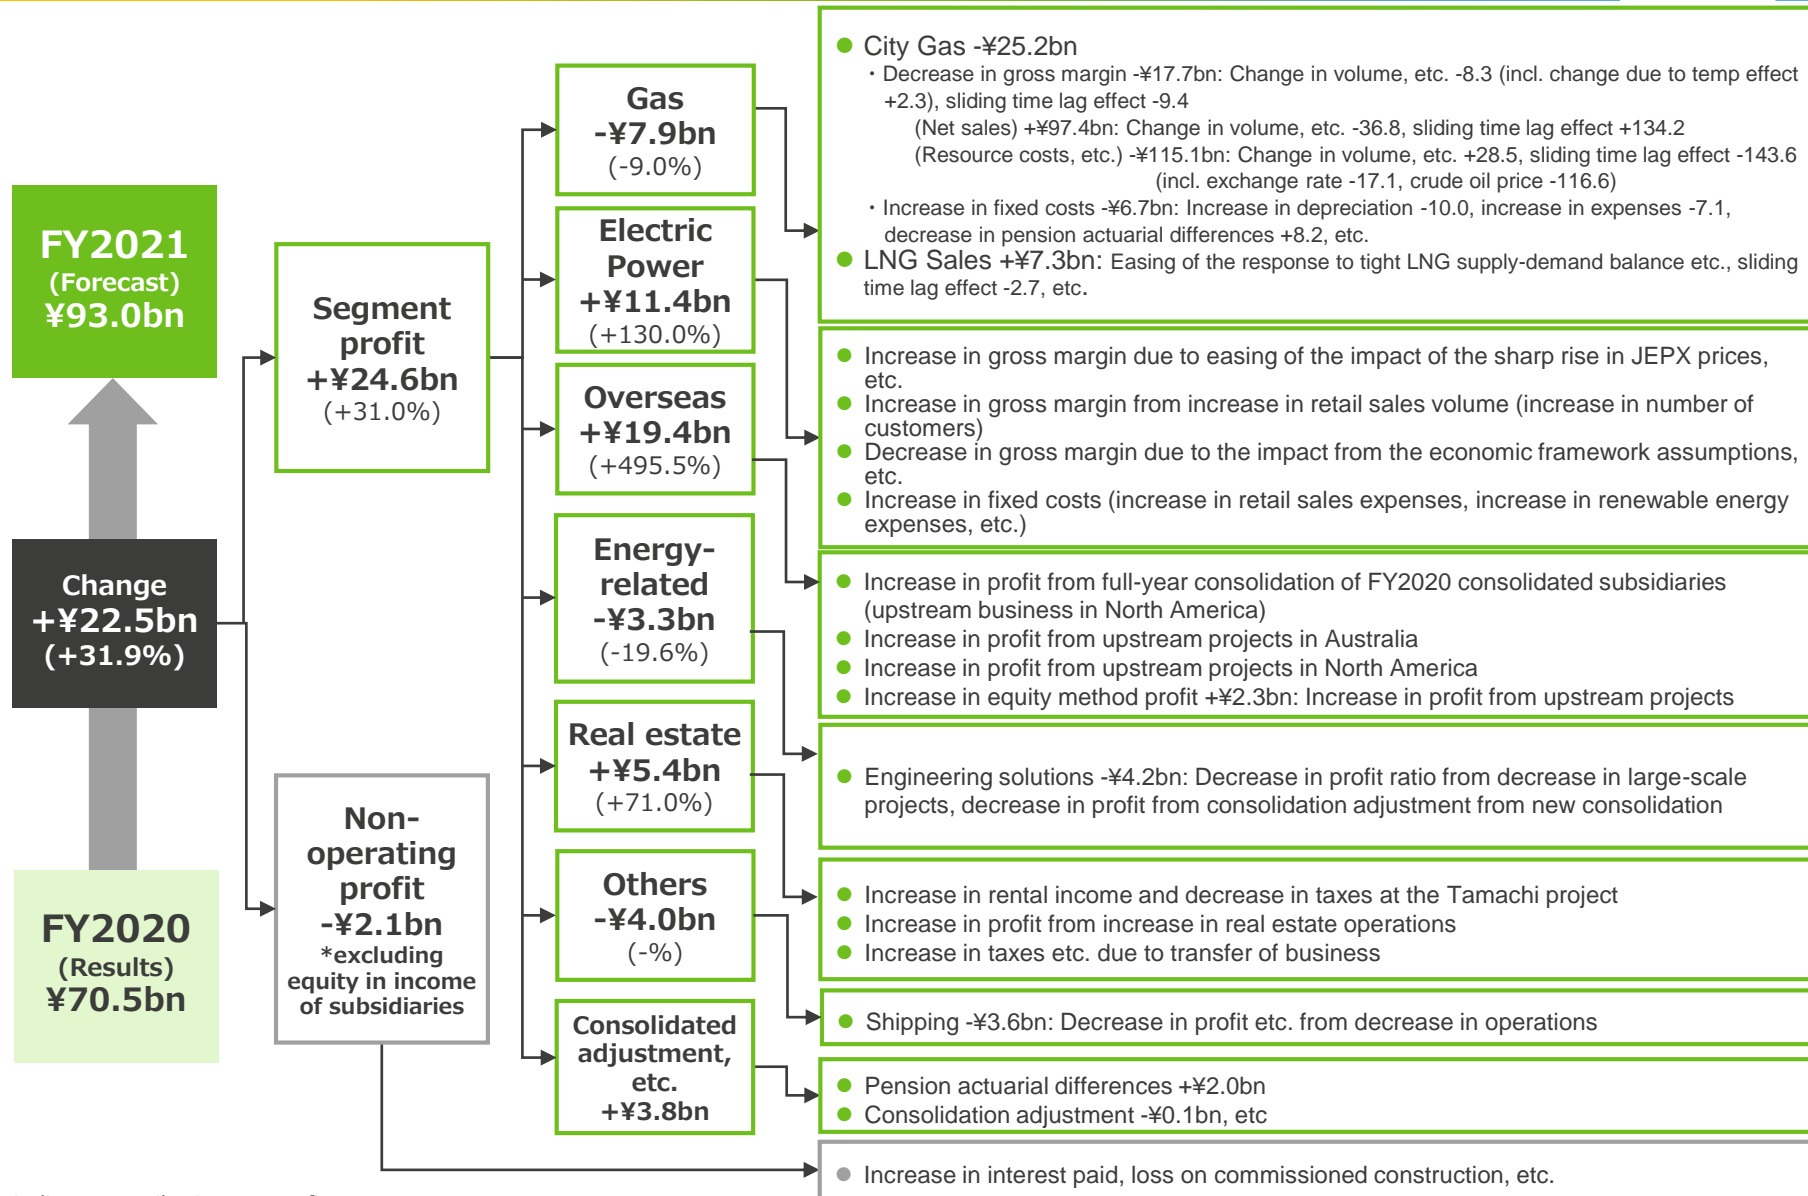 FY2021
(Forecast)
¥93.0bn
Change
+¥22.5bn
(+31.9%)
FY2020
(Results)
¥70.5bn
Segment
profit
+¥24.6bn
(+31.0%)
Non-
operating
profit
-¥2.1bn
*excluding
equity in income
of subsidiaries
Gas
-¥7.9bn
(-9.0%)
Electric
Power
+¥11.4bn
(+130.0%)
Overseas
+¥19.4bn
(+495.5%)
Energy-
related
-¥3.3bn
(-19.6%)
Real estate
+¥5.4bn
(+71.0%)
Others
-¥4.0bn
(-%)
Consolidated
adjustment,
etc.
+¥3.8bn
● City Gas -¥25.2bn
・Decrease in gross margin -¥17.7bn: Change in volume, etc. -8.3 (incl. change due to temp effect
+2.3), sliding time lag effect -9.4
(Net sales) +¥97.4bn: Change in volume, etc. -36.8, sliding time lag effect +134.2
(Resource costs, etc.) -¥115.1bn: Change in volume, etc. +28.5, sliding time lag effect -143.6
(incl. exchange rate -17.1, crude oil price -116.6)
・Increase in fixed costs -¥6.7bn: Increase in depreciation -10.0, increase in expenses -7.1,
decrease in pension actuarial differences +8.2, etc.
● LNG Sales +¥7.3bn: Easing of the response to tight LNG supply-demand balance etc., sliding
time lag effect -2.7, etc.
● Increase in gross margin due to easing of the impact of the sharp rise in JEPX prices,
etc.
● Increase in gross margin from increase in retail sales volume (increase in number of
customers)
● Decrease in gross margin due to the impact from the economic framework assumptions,
etc.
● Increase in fixed costs (increase in retail sales expenses, increase in renewable energy
expenses, etc.)
● Increase in profit from full-year consolidation of FY2020 consolidated subsidiaries
(upstream business in North America)
● Increase in profit from upstream projects in Australia
● Increase in profit from upstream projects in North America
● Increase in equity method profit +¥2.3bn: Increase in profit from upstream projects
● Engineering solutions -¥4.2bn: Decrease in profit ratio from decrease in large-scale
projects, decrease in profit from consolidation adjustment from new consolidation
● Increase in rental income and decrease in taxes at the Tamachi project
● Increase in profit from increase in real estate operations
● Increase in taxes etc. due to transfer of business
● Shipping -¥3.6bn: Decrease in profit etc. from decrease in operations
● Pension actuarial differences +¥2.0bn
● Consolidation adjustment -¥0.1bn, etc
● Increase in interest paid, loss on commissioned construction, etc.